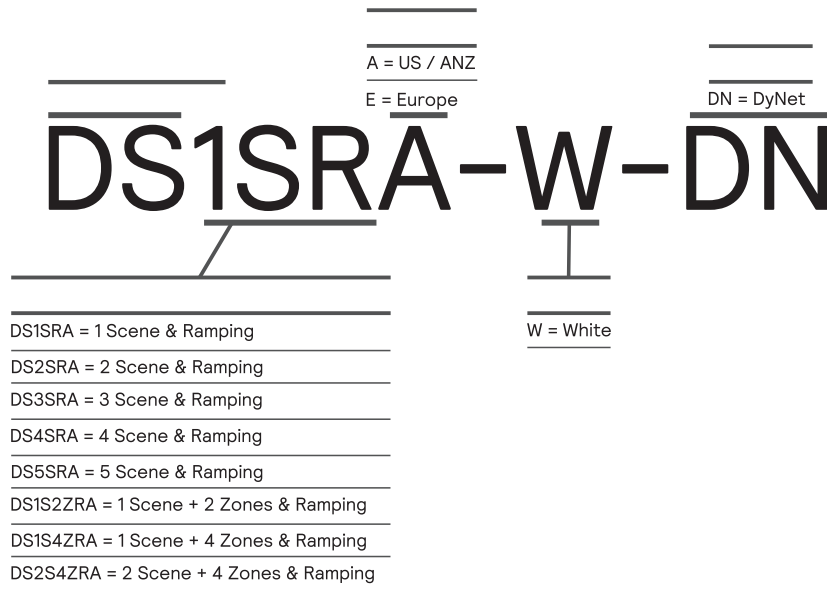 A = US / ANZ
E = Europe
DN = DyNet
DS1SRA–W–DN
DS1SRA = 1 Scene & Ramping
DS2SRA = 2 Scene & Ramping
DS3SRA = 3 Scene & Ramping
DS4SRA = 4 Scene & Ramping
DS5SRA = 5 Scene & Ramping
DS1S2ZRA = 1 Scene + 2 Zones & Ramping
DS1S4ZRA = 1 Scene + 4 Zones & Ramping
DS2S4ZRA = 2 Scene + 4 Zones & Ramping
W = White